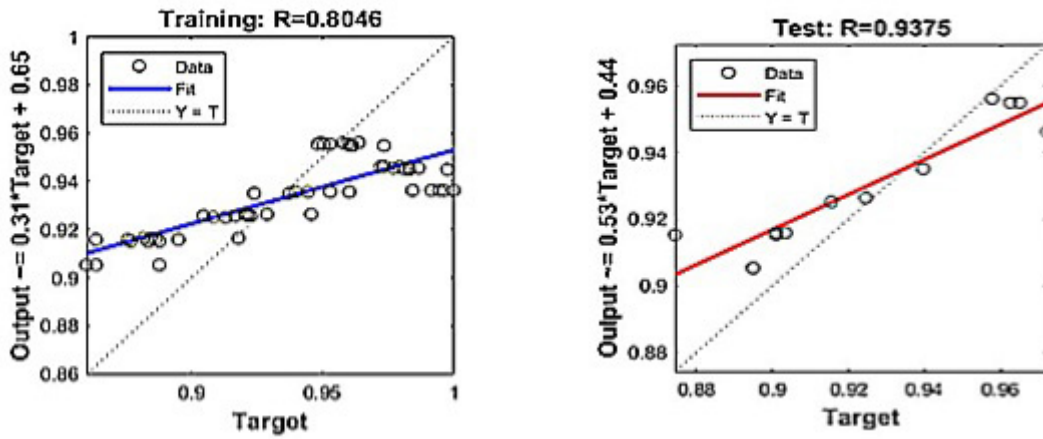 Training: R=0.8046
Output ~= 0.31*Target + 0.65
1
0.98
0.96
0.94
0.92
0.9
0.88
0.86
Data
Fit
Y = T
0.9
0.95
1
Target
Test: R=0.9375
Output ~= 0.53*Target + 0.44
0.96
0.94
0.92
0.9
0.88
Data
Fit
Y = T
0.88
0.9
0.92
0.94
0.96
Target